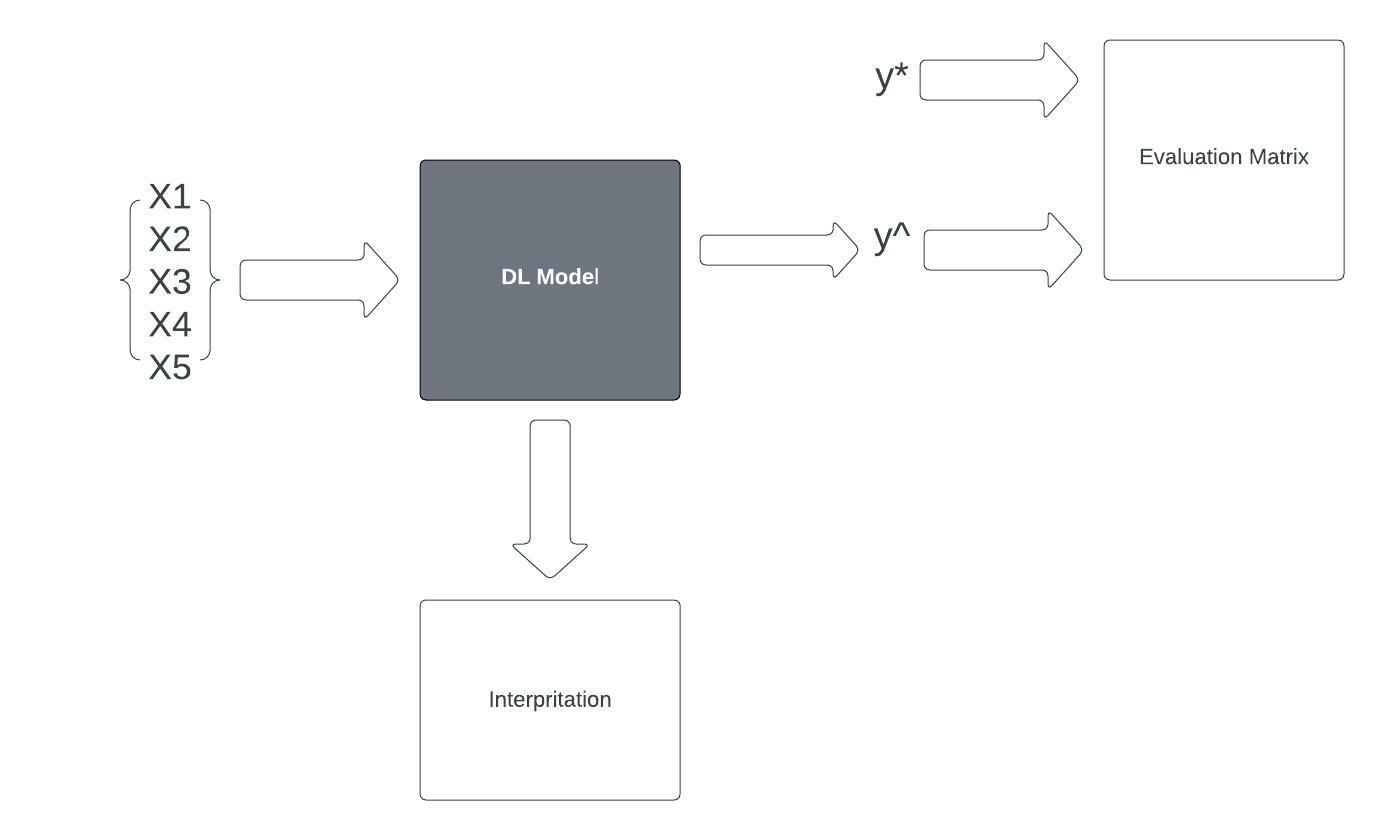 X1
X2
X3
X4
X5
DL Model
y*
y^
Evaluation Matrix
Interpritation